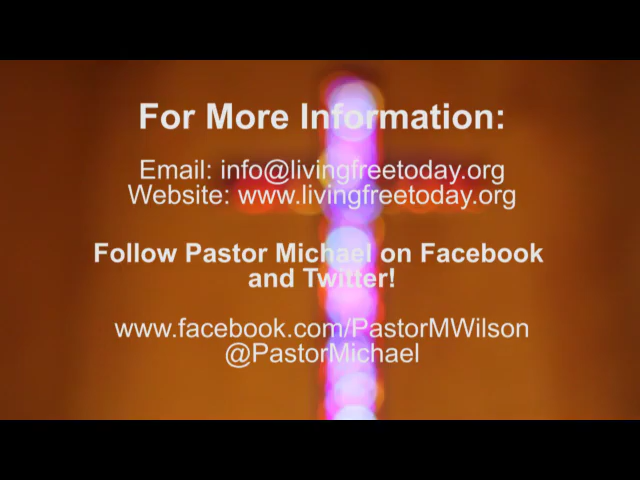 For More Information:
Email: info@livingfreetoday.org
Website: www.livingfreetoday.org
Follow Pastor Michael on Facebook
and Twitter!
www.facebook.com/PastorMWilson
@PastorMichael